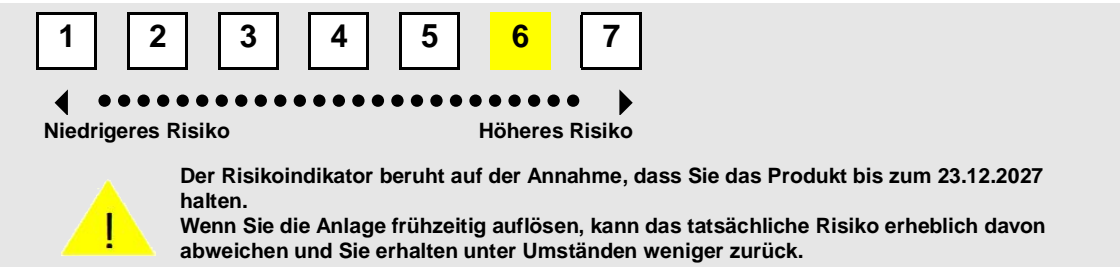 1 2 3 4 5 6 7
Niedrigeres Risiko Höheres Risiko
Der Risikoindikator beruht auf der Annahme, dass Sie das Produkt bis zum 23.12.2027
halten.
Wenn Sie die Anlage frühzeitig auflösen, kann das tatsächliche Risiko erheblich davon
abweichen und Sie erhalten unter Umständen weniger zurück.
!